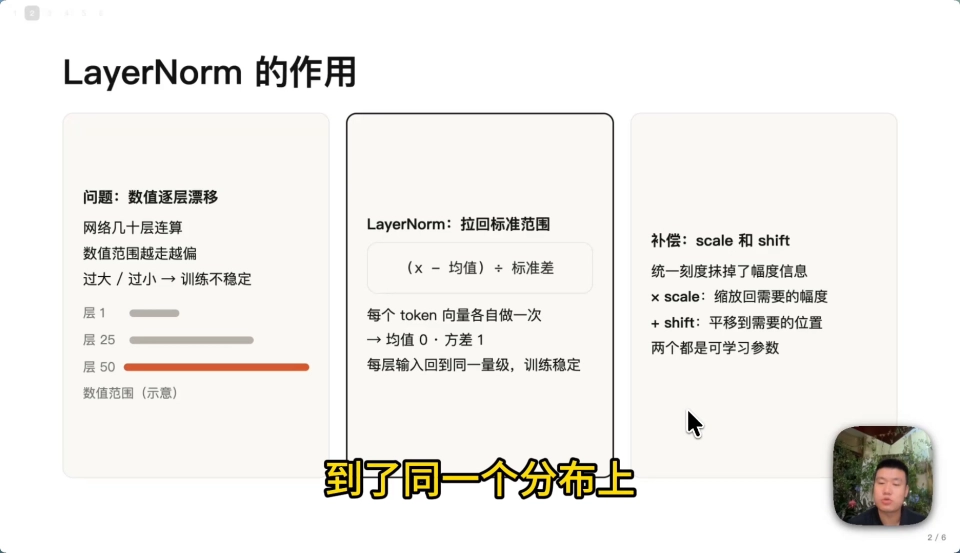 LayerNorm 的作用
问题：数值逐层漂移
网络几十层连算
数值范围越走越偏
过大 / 过小 → 训练不稳定
层 1
层 25
层 50
数值范围（示意）
LayerNorm：拉回标准范围
(x − 均值) ÷ 标准差
每个 token 向量各自做一次
→ 均值 0 · 方差 1
每层输入回到同一量级，训练稳定
补偿：scale 和 shift
统一刻度抹掉了幅度信息
× scale：缩放回需要的幅度
+ shift：平移到需要的位置
两个都是可学习参数
到了同一个分布上
2 / 6